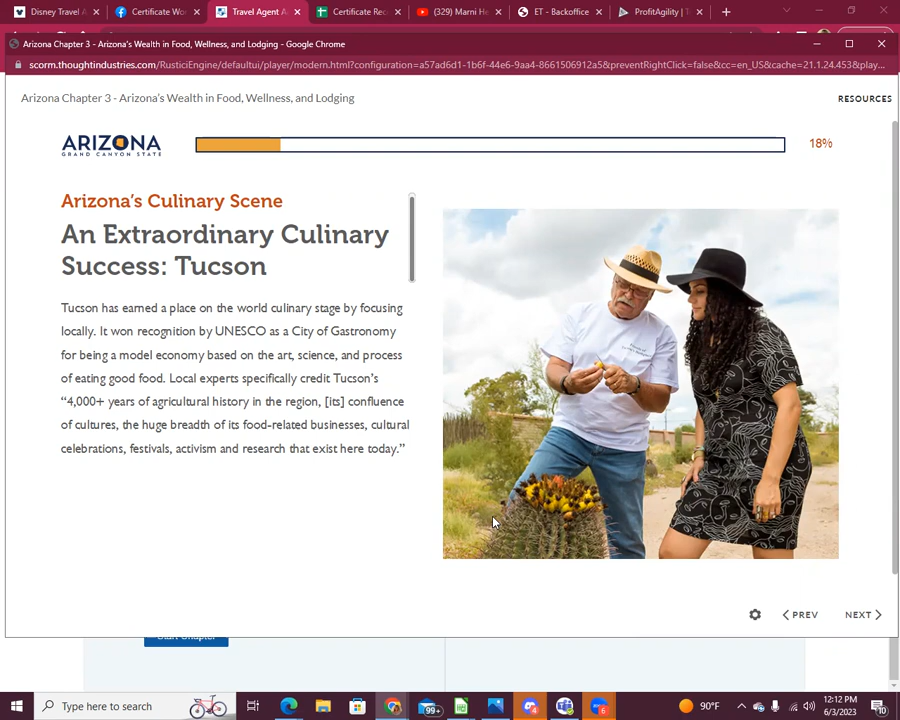 Disney Travel A
Certificate Wo
Travel Agent A
Certificate Rec
(329) Marni He
ET - Backoffice
ProfitAgility | T
Arizona Chapter 3 - Arizona's Wealth in Food, Wellness, and Lodging - Google Chrome
scorm.thoughtindustries.com/RusticiEngine/defaultui/player/modern.html?configuration=a57ad6d1-1b6f-44e6-9aa4-8661506912a5&preventRightClick=false&cc=en_US&cache=21.1.24.453&play...
Arizona Chapter 3 - Arizona's Wealth in Food, Wellness, and Lodging
RESOURCES
ARIZONA
GRAND CANYON STATE
18%
Arizona's Culinary Scene
An Extraordinary Culinary
Success: Tucson
Tucson has earned a place on the world culinary stage by focusing
locally. It won recognition by UNESCO as a City of Gastronomy
for being a model economy based on the art, science, and process
of eating good food. Local experts specifically credit Tucson's
“4,000+ years of agricultural history in the region, [its] confluence
of cultures, the huge breadth of its food-related businesses, cultural
celebrations, festivals, activism and research that exist here today.”
PREV
NEXT
Start Chapter
Type here to search
99+
4
6
90°F
12:12 PM
6/3/2023
10